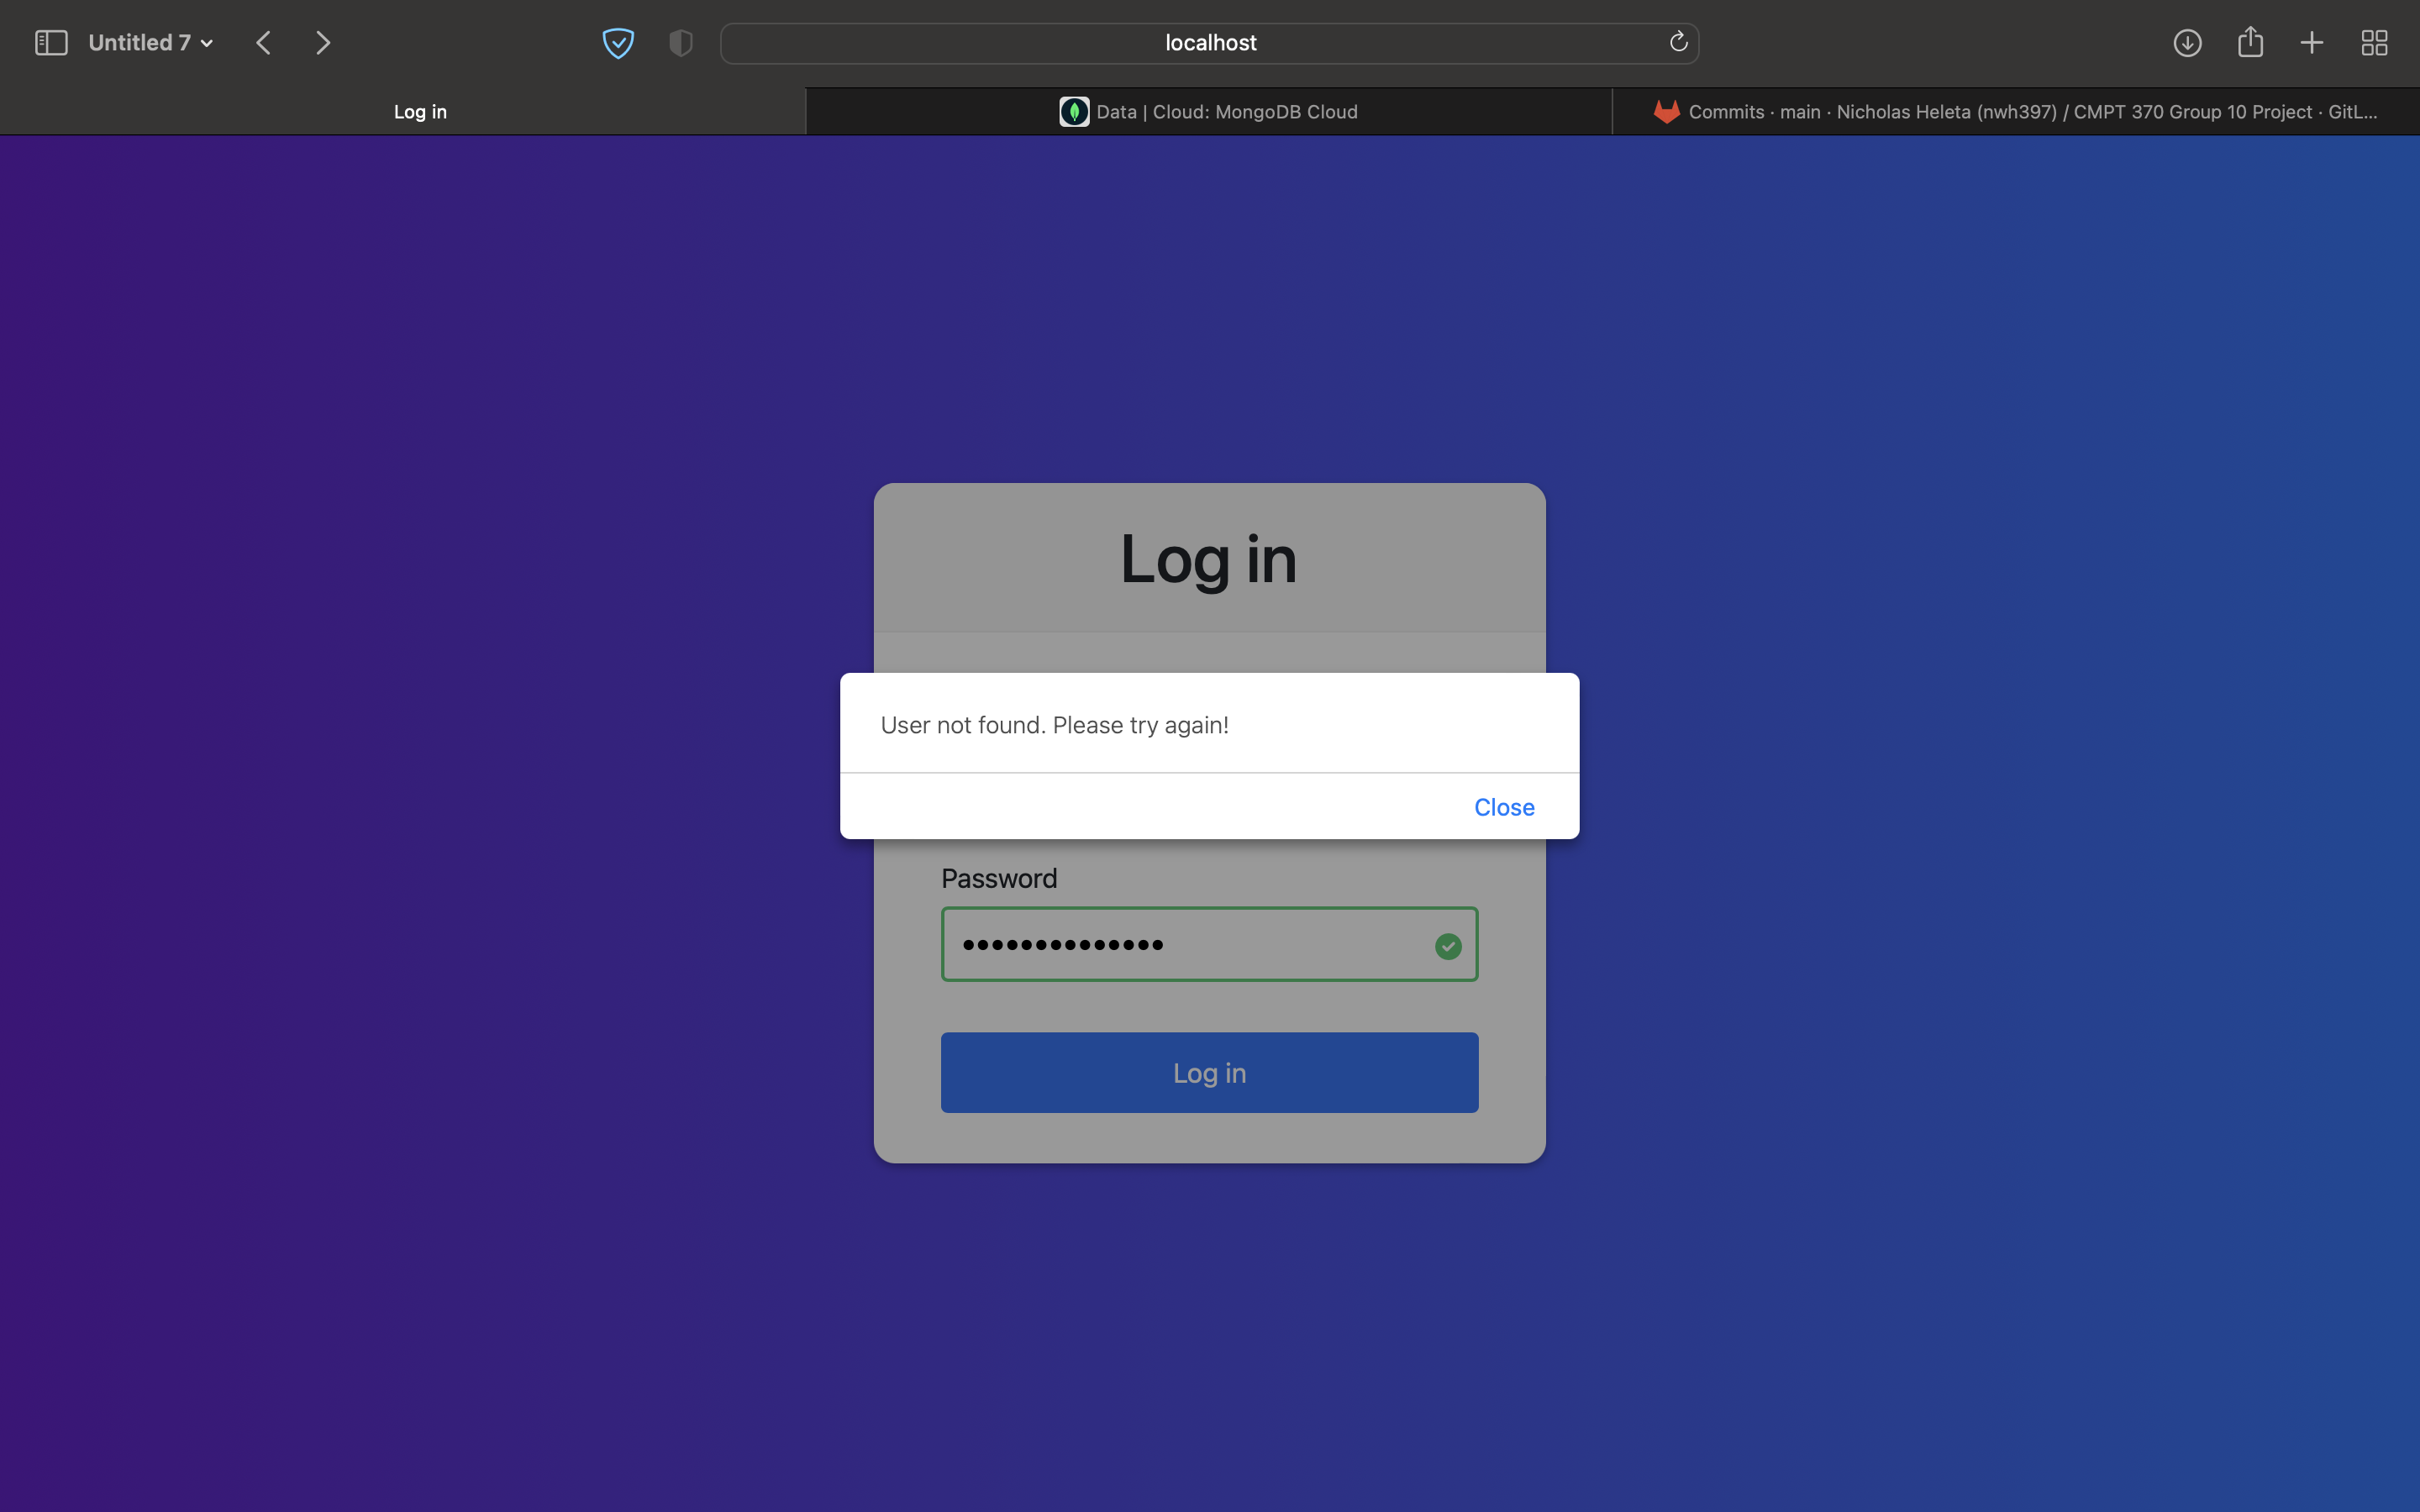 Untitled 7
localhost
Log in
Data | Cloud: MongoDB Cloud
Commits · main · Nicholas Heleta (nwh397) / CMPT 370 Group 10 Project · GitL...
Log in
User not found. Please try again!
Close
Password
Log in